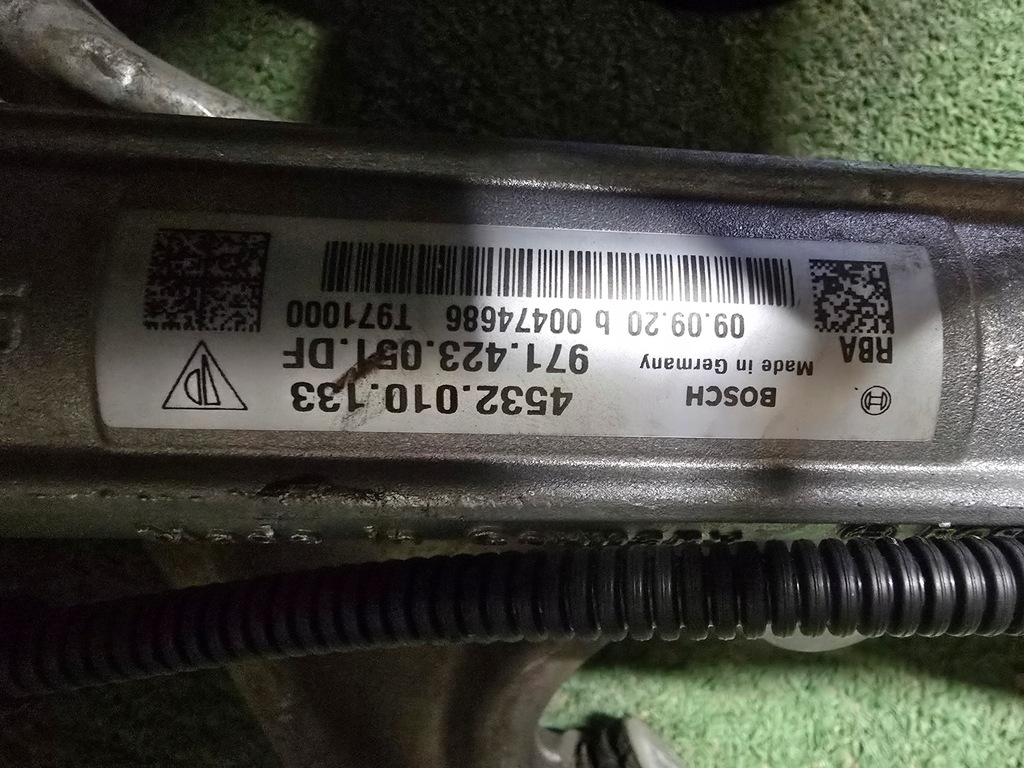 BOSCH 4532.010.133
Made in Germany 971.423.051.DF
RBA
09.09.20 b 00474686 T971000